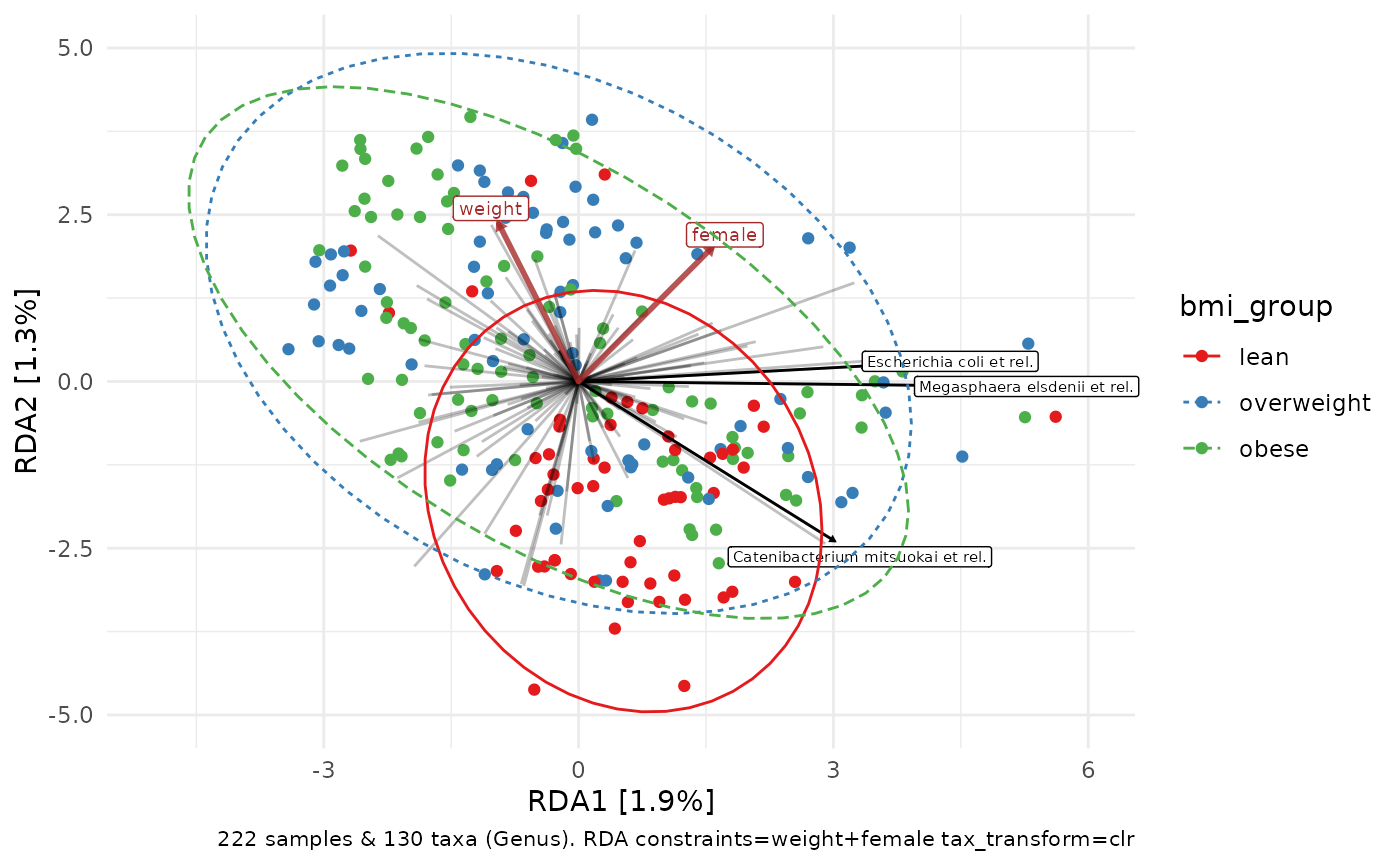 5.0
2.5
0.0
-2.5
-5.0
RDA2 [1.3%]
weight
female
Escherichia coli et rel.
Megasphaera elsdenii et rel.
Catenibacterium mitsuokai et rel.
-3
0
3
6
RDA1 [1.9%]
222 samples & 130 taxa (Genus). RDA constraints=weight+female tax_transform=clr
bmi_group
lean
overweight
obese